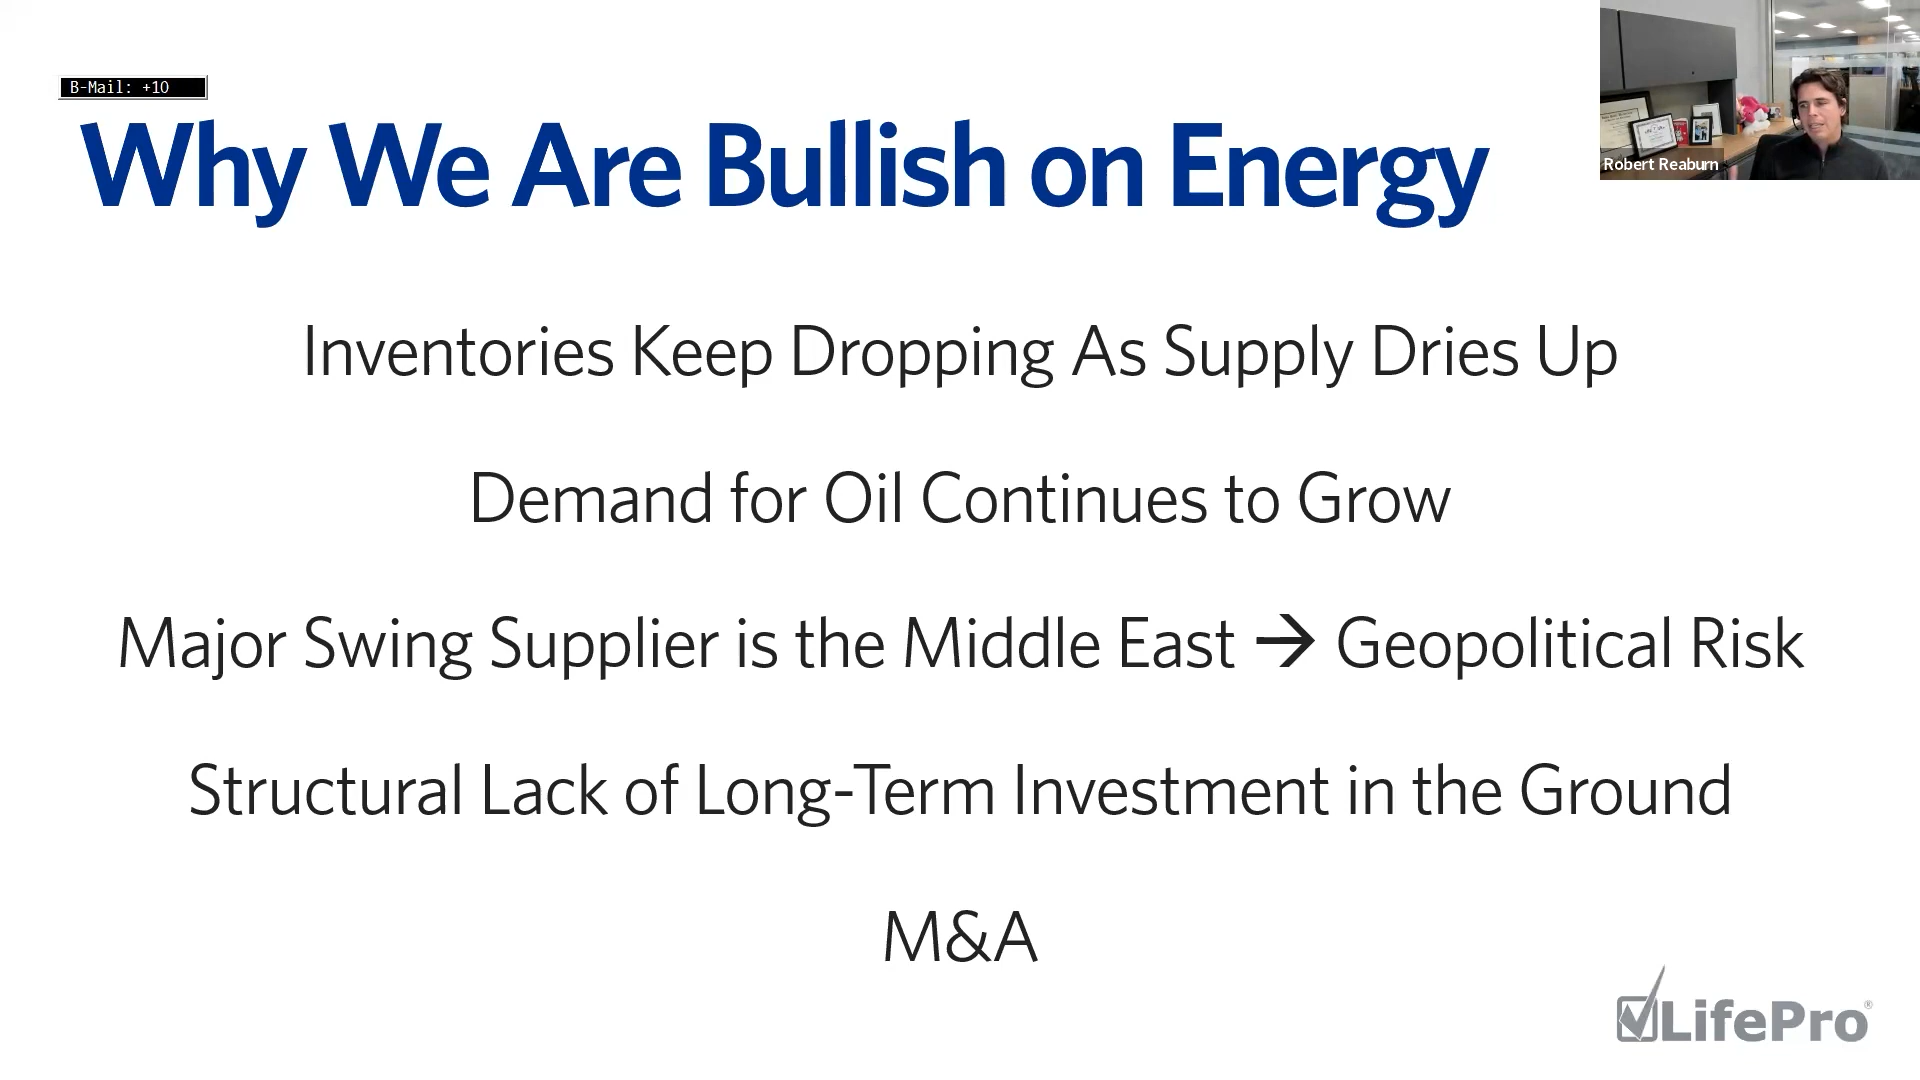 B-Mail: +10
Why We Are Bullish on Energy
Robert Reaburn
Inventories Keep Dropping As Supply Dries Up
Demand for Oil Continues to Grow
Major Swing Supplier is the Middle East → Geopolitical Risk
Structural Lack of Long-Term Investment in the Ground
M&A
LifePro®